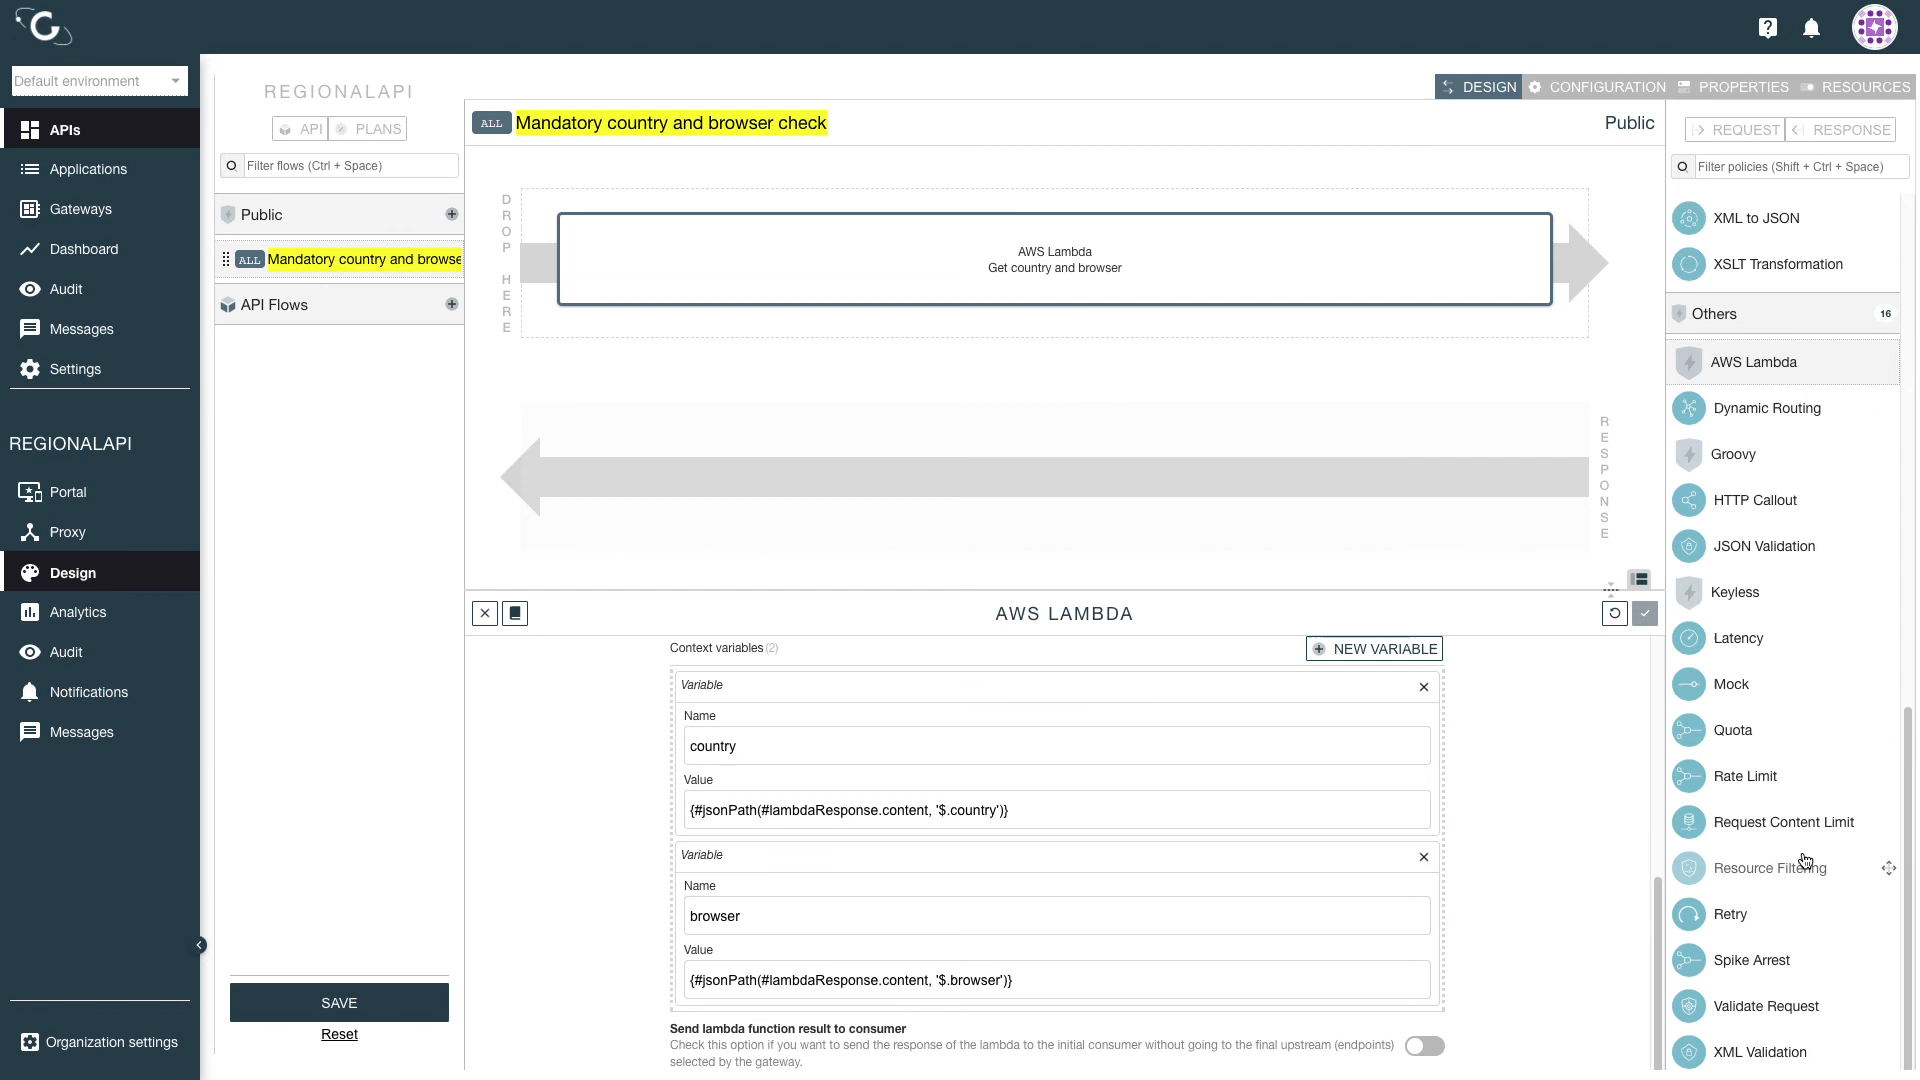 G
Default environment
APIs
Applications
Gateways
Dashboard
Audit
Messages
Settings
REGIONALAPI
Portal
Proxy
Design
Analytics
Audit
Notifications
Messages
Organization settings
REGIONALAPI
API
PLANS
Filter flows (Ctrl + Space)
Public
ALL Mandatory country and browse
API Flows
SAVE
Reset
DESIGN
CONFIGURATION
PROPERTIES
RESOURCES
ALL Mandatory country and browser check
Public
DROP HERE
AWS Lambda
Get country and browser
RESPONSE
AWS LAMBDA
Context variables (2)
NEW VARIABLE
Variable
Name
country
Value
{#jsonPath(#lambdaResponse.content, '$.country')}
Variable
Name
browser
Value
{#jsonPath(#lambdaResponse.content, '$.browser')}
Send lambda function result to consumer
Check this option if you want to send the response of the lambda to the initial consumer without going to the final upstream (endpoints)
selected by the gateway.
REQUEST
RESPONSE
Filter policies (Shift + Ctrl + Space)
XML to JSON
XSLT Transformation
Others 16
AWS Lambda
Dynamic Routing
Groovy
HTTP Callout
JSON Validation
Keyless
Latency
Mock
Quota
Rate Limit
Request Content Limit
Resource Filtering
Retry
Spike Arrest
Validate Request
XML Validation